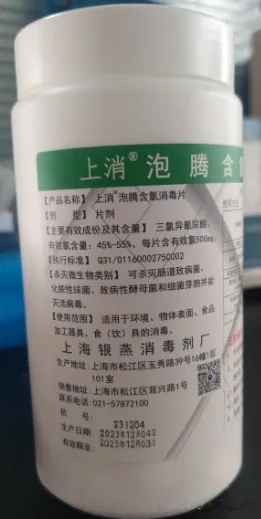 上消®泡腾含
【产品名称】上消®泡腾含氯消毒片
【剂 型】片剂
【主要有效成份及其含量】三氯异氰尿酸,
有效氯含量:45%-55%、每片含有效氯500mg。
【执行标准】Q31/01160002750002
【杀灭微生物类别】可杀灭肠道致病菌、
化脓性球菌、致病性酵母菌和细菌芽胞并能
灭活病毒。
【使用范围】适用于环境、物体表面、食品
加工器具、食(饮)具的消毒。
上海银燕消毒剂厂
生产地址:上海市松江区玉秀路39号16幢1层
101室
销售地址:上海市松江区茸兴路1号
联系电话:021-57872100
批 号:
231204
生产日期: 2023年12月04日
有效期至: 2025年12月03日